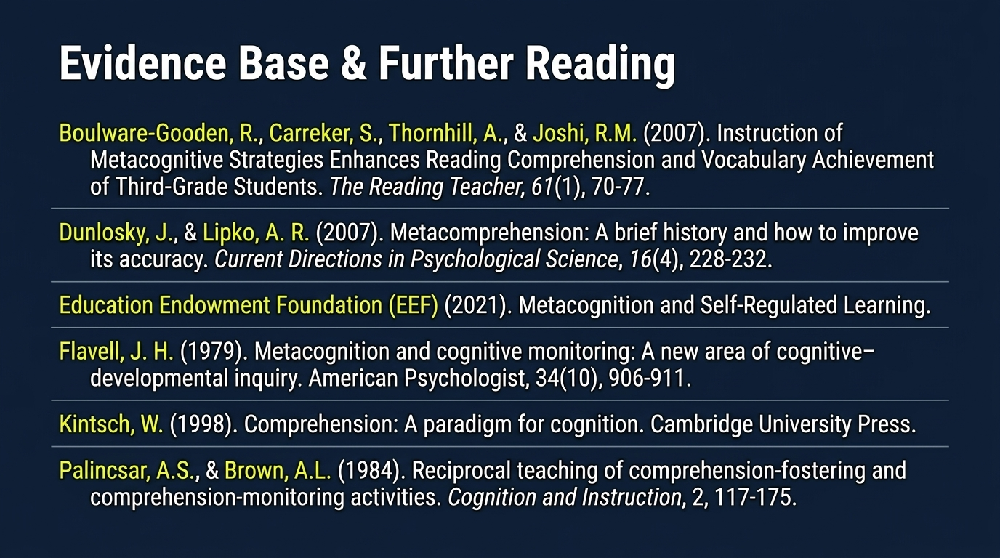 Evidence Base & Further Reading
Boulware-Gooden, R., Carreker, S., Thornhill, A., & Joshi, R.M. (2007). Instruction of
Metacognitive Strategies Enhances Reading Comprehension and Vocabulary Achievement
of Third-Grade Students. The Reading Teacher, 61(1), 70-77.
Dunlosky, J., & Lipko, A. R. (2007). Metacomprehension: A brief history and how to improve
its accuracy. Current Directions in Psychological Science, 16(4), 228-232.
Education Endowment Foundation (EEF) (2021). Metacognition and Self-Regulated Learning.
Flavell, J. H. (1979). Metacognition and cognitive monitoring: A new area of cognitive–
developmental inquiry. American Psychologist, 34(10), 906-911.
Kintsch, W. (1998). Comprehension: A paradigm for cognition. Cambridge University Press.
Palincsar, A.S., & Brown, A.L. (1984). Reciprocal teaching of comprehension-fostering and
comprehension-monitoring activities. Cognition and Instruction, 2, 117-175.